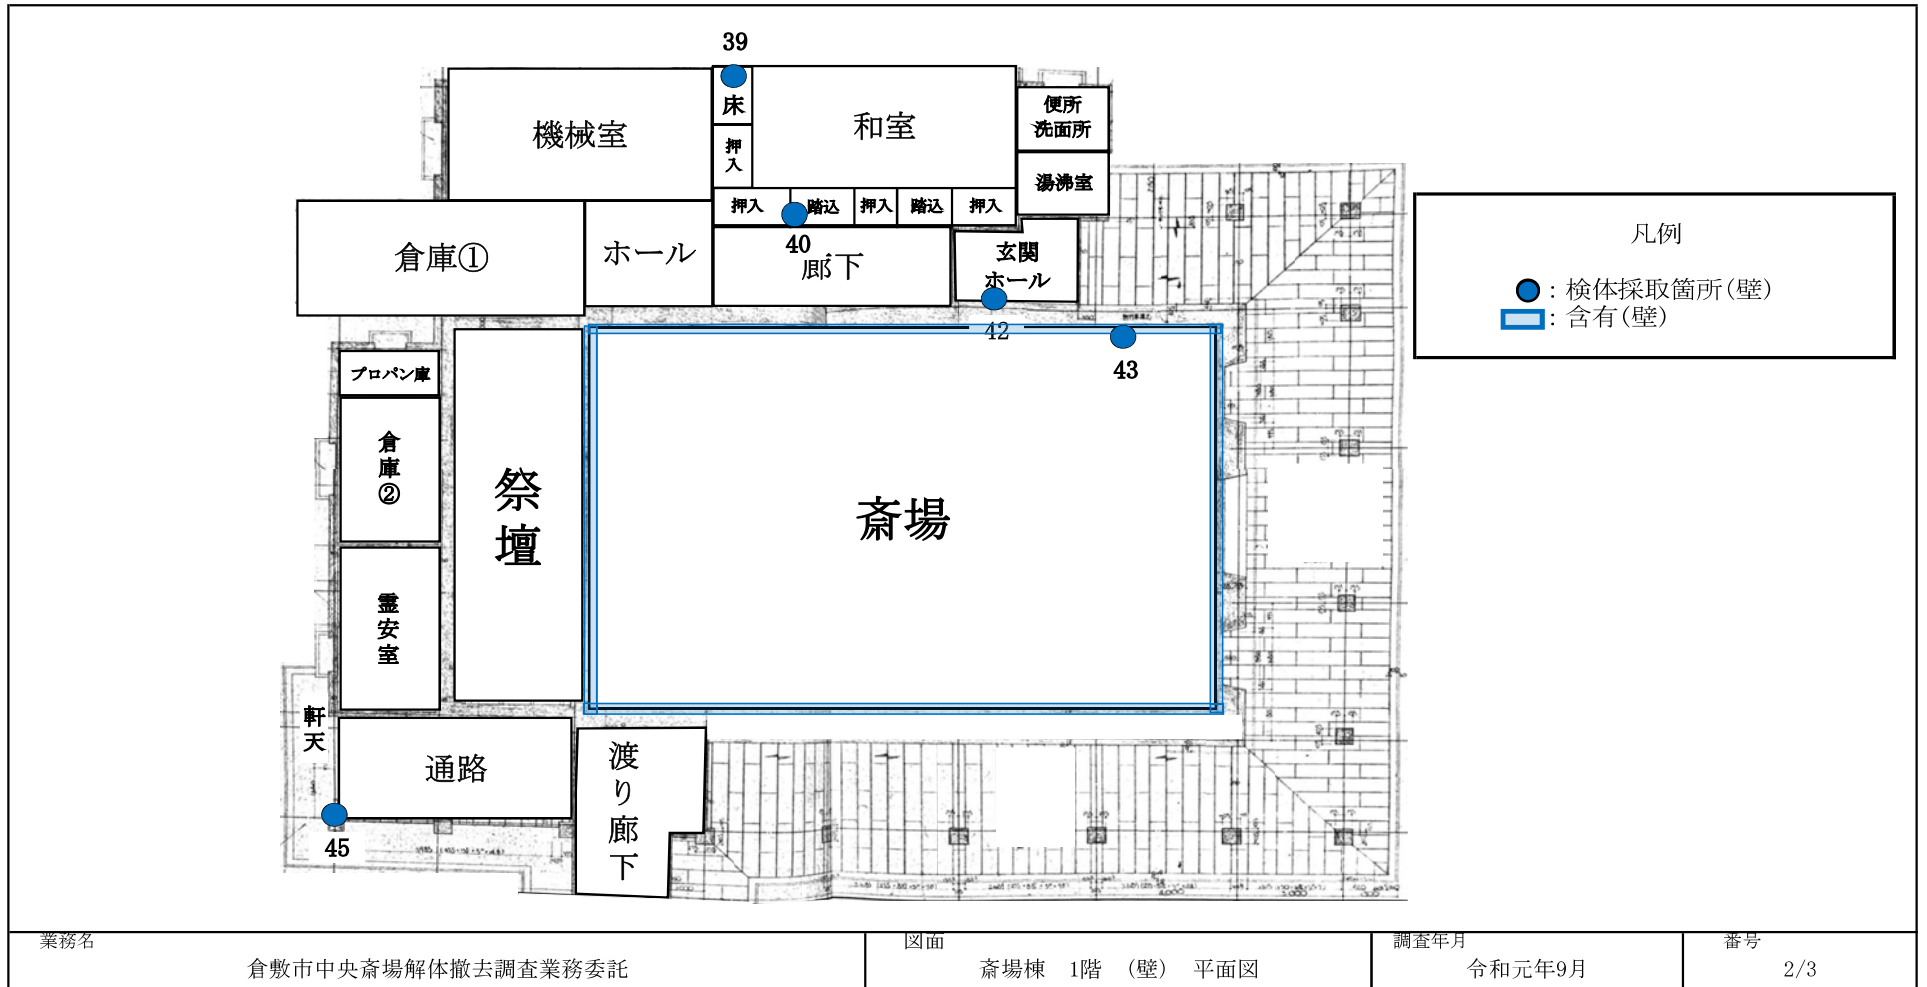 39
床
機械室
和室
便所
洗面所
押
入
湯沸室
押入
踏込
押入
踏込
押入
40
倉庫①
ホール
廊下
玄関
ホール
42
43
凡例
：検体採取箇所（壁）
：含有（壁）
プロパン庫
倉
庫
②
祭
壇
斎場
霊
安
室
軒
天
通路
渡
り
廊
下
45
業務名
倉敷市中央斎場解体撤去調査業務委託
図面
斎場棟　1階　（壁）　平面図
調査年月
令和元年9月
番号
2/3